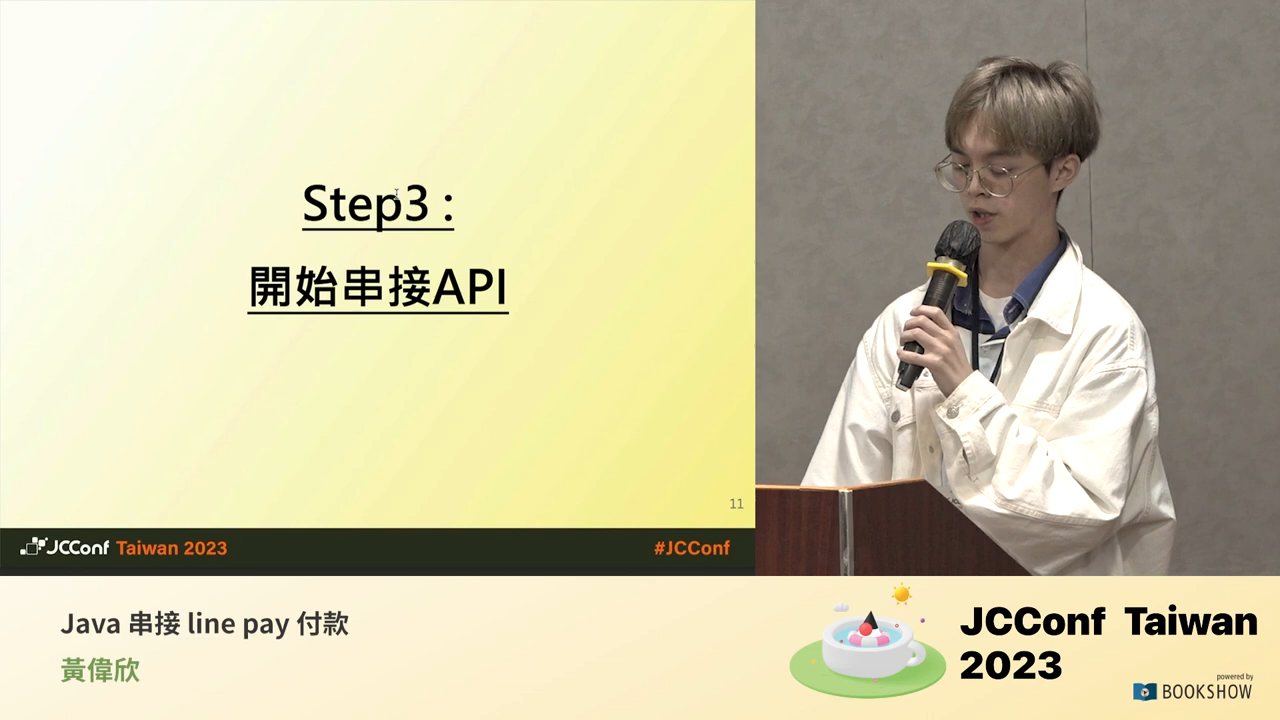 Step3 :
開始串接API
11
JCConf Taiwan 2023
#JCConf
Java 串接 line pay 付款
黃偉欣
JCConf Taiwan
2023
powered by
BOOKSHOW